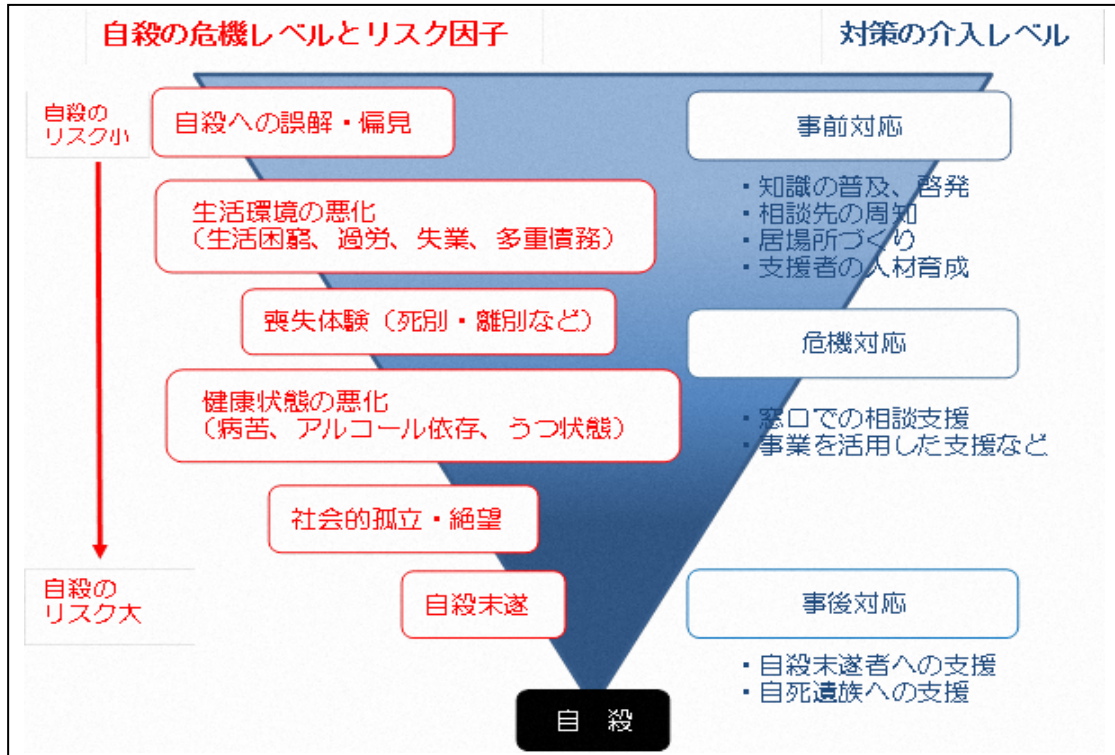 自殺の危機レベルとリスク因子
対策の介入レベル
自殺の
リスク小
自殺への誤解・偏見
生活環境の悪化
（生活困窮、過労、失業、多重債務）
喪失体験（死別・離別など）
健康状態の悪化
（病苦、アルコール依存、うつ状態）
社会的孤立・絶望
自殺の
リスク大
自殺未遂
自　殺
事前対応
・知識の普及、啓発
・相談先の周知
・居場所づくり
・支援者の人材育成
危機対応
・窓口での相談支援
・事業を活用した支援など
事後対応
・自殺未遂者への支援
・自死遺族への支援